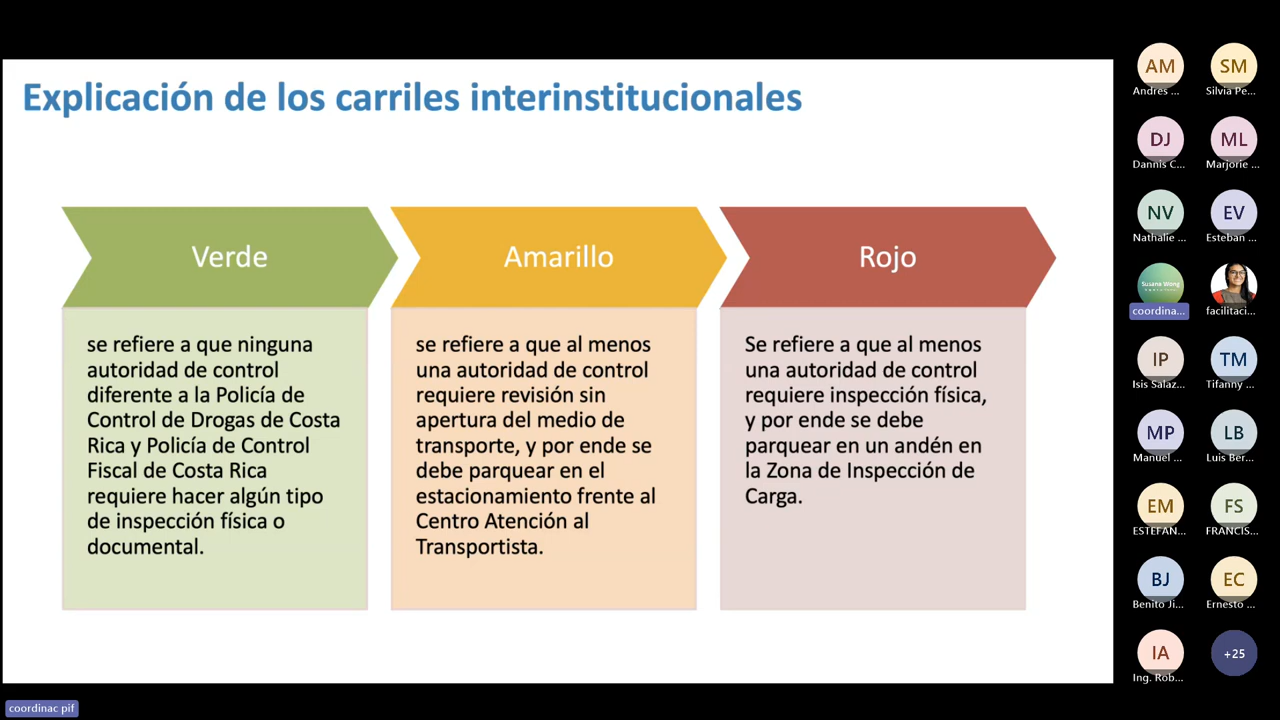 Explicación de los carriles interinstitucionales
Verde
se refiere a que ninguna
autoridad de control
diferente a la Policía de
Control de Drogas de Costa
Rica y Policía de Control
Fiscal de Costa Rica
requiere hacer algún tipo
de inspección física o
documental.
Amarillo
se refiere a que al menos
una autoridad de control
requiere revisión sin
apertura del medio de
transporte, y por ende se
debe parquear en el
estacionamiento frente al
Centro Atención al
Transportista.
Rojo
Se refiere a que al menos
una autoridad de control
requiere inspección física,
y por ende se debe
parquear en un andén en
la Zona de Inspección de
Carga.
AM
Andres ...
SM
Silvia Pe...
DJ
Dannis C...
ML
Marjorie ...
NV
Nathalie ...
EV
Esteban ...
Susana Wong
coordina...
facilitaci...
IP
Isis Salaz...
TM
Tifanny ...
MP
Manuel ...
LB
Luis Ber...
EM
ESTEFAN...
FS
FRANCIS...
BJ
Benito Ji...
EC
Ernesto ...
IA
Ing. Rob...
+25
coordinac pif